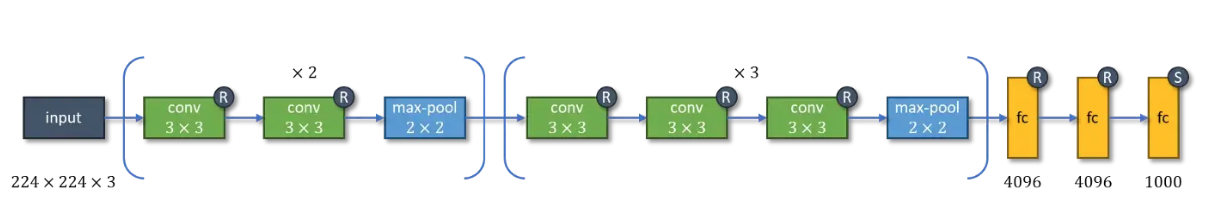 × 2
× 3
input
conv
3 × 3
R
conv
3 × 3
R
max-pool
2 × 2
conv
3 × 3
R
conv
3 × 3
R
conv
3 × 3
R
max-pool
2 × 2
fc
R
fc
R
fc
S
224 × 224 × 3
4096
4096
1000